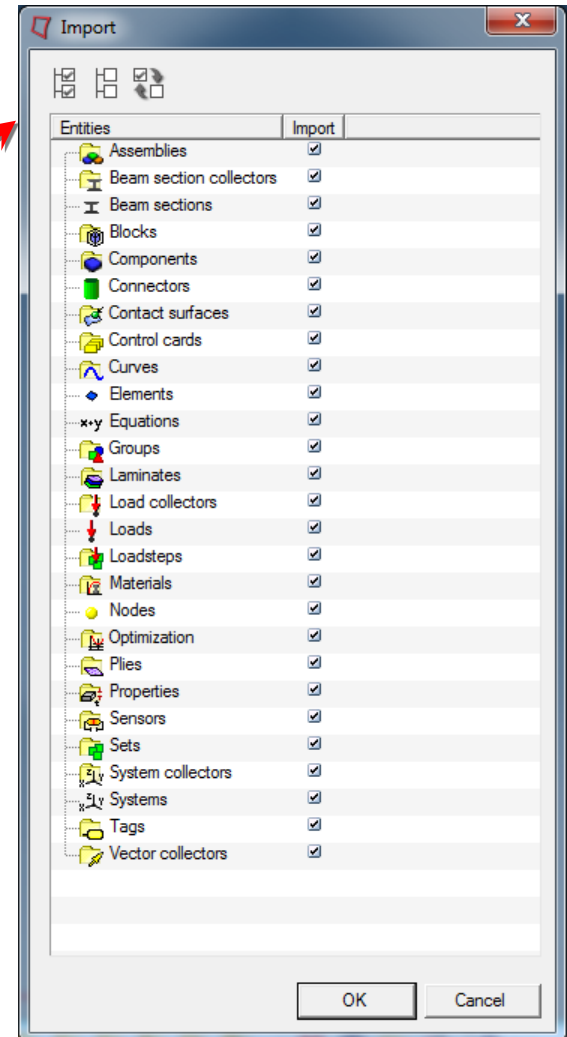 Import
Entities Import
Assemblies
Beam section collectors
Beam sections
Blocks
Components
Connectors
Contact surfaces
Control cards
Curves
Elements
x+y Equations
Groups
Laminates
Load collectors
Loads
Loadsteps
Materials
Nodes
Optimization
Plies
Properties
Sensors
Sets
System collectors
Systems
Tags
Vector collectors
OK Cancel